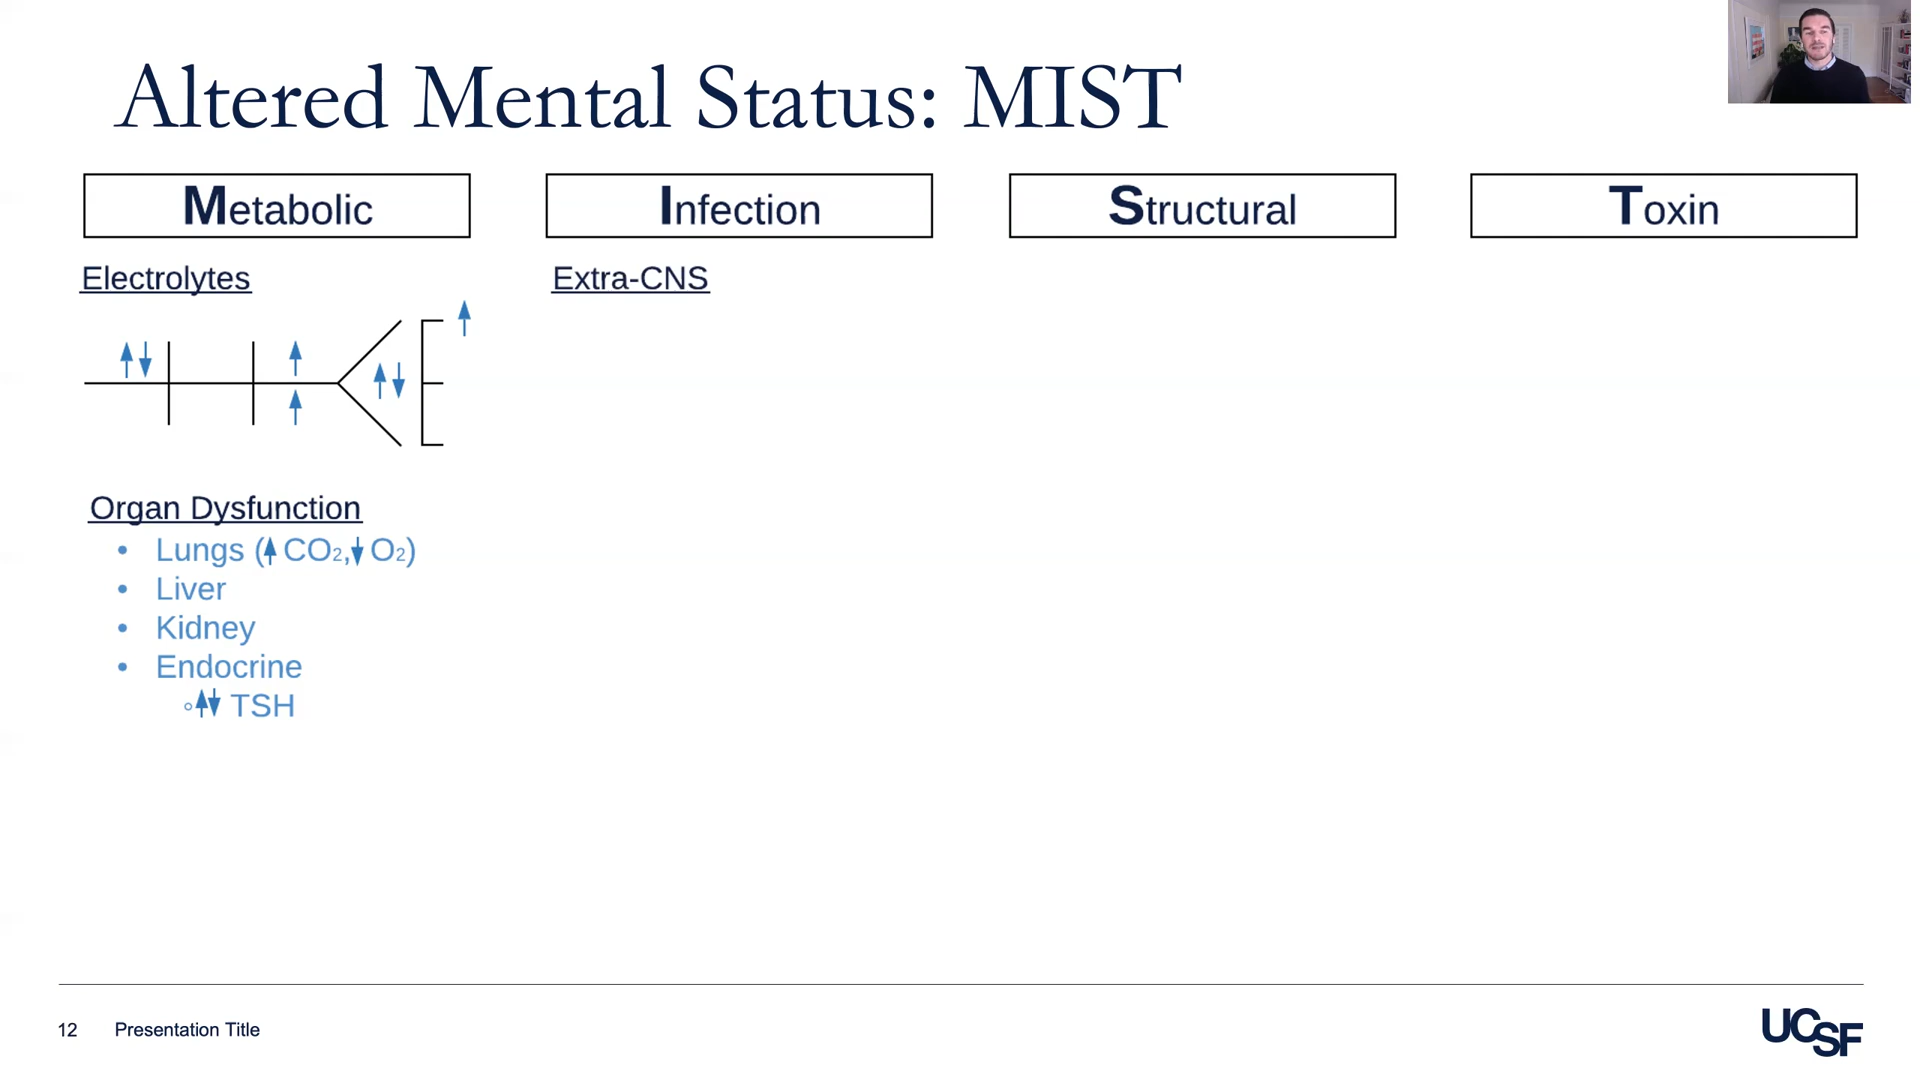 Altered Mental Status: MIST
Metabolic
Infection
Structural
Toxin
Electrolytes
Extra-CNS
Organ Dysfunction
• Lungs (↑CO₂,↓O₂)
• Liver
• Kidney
• Endocrine
◦↑↓ TSH
12 Presentation Title
UCSF